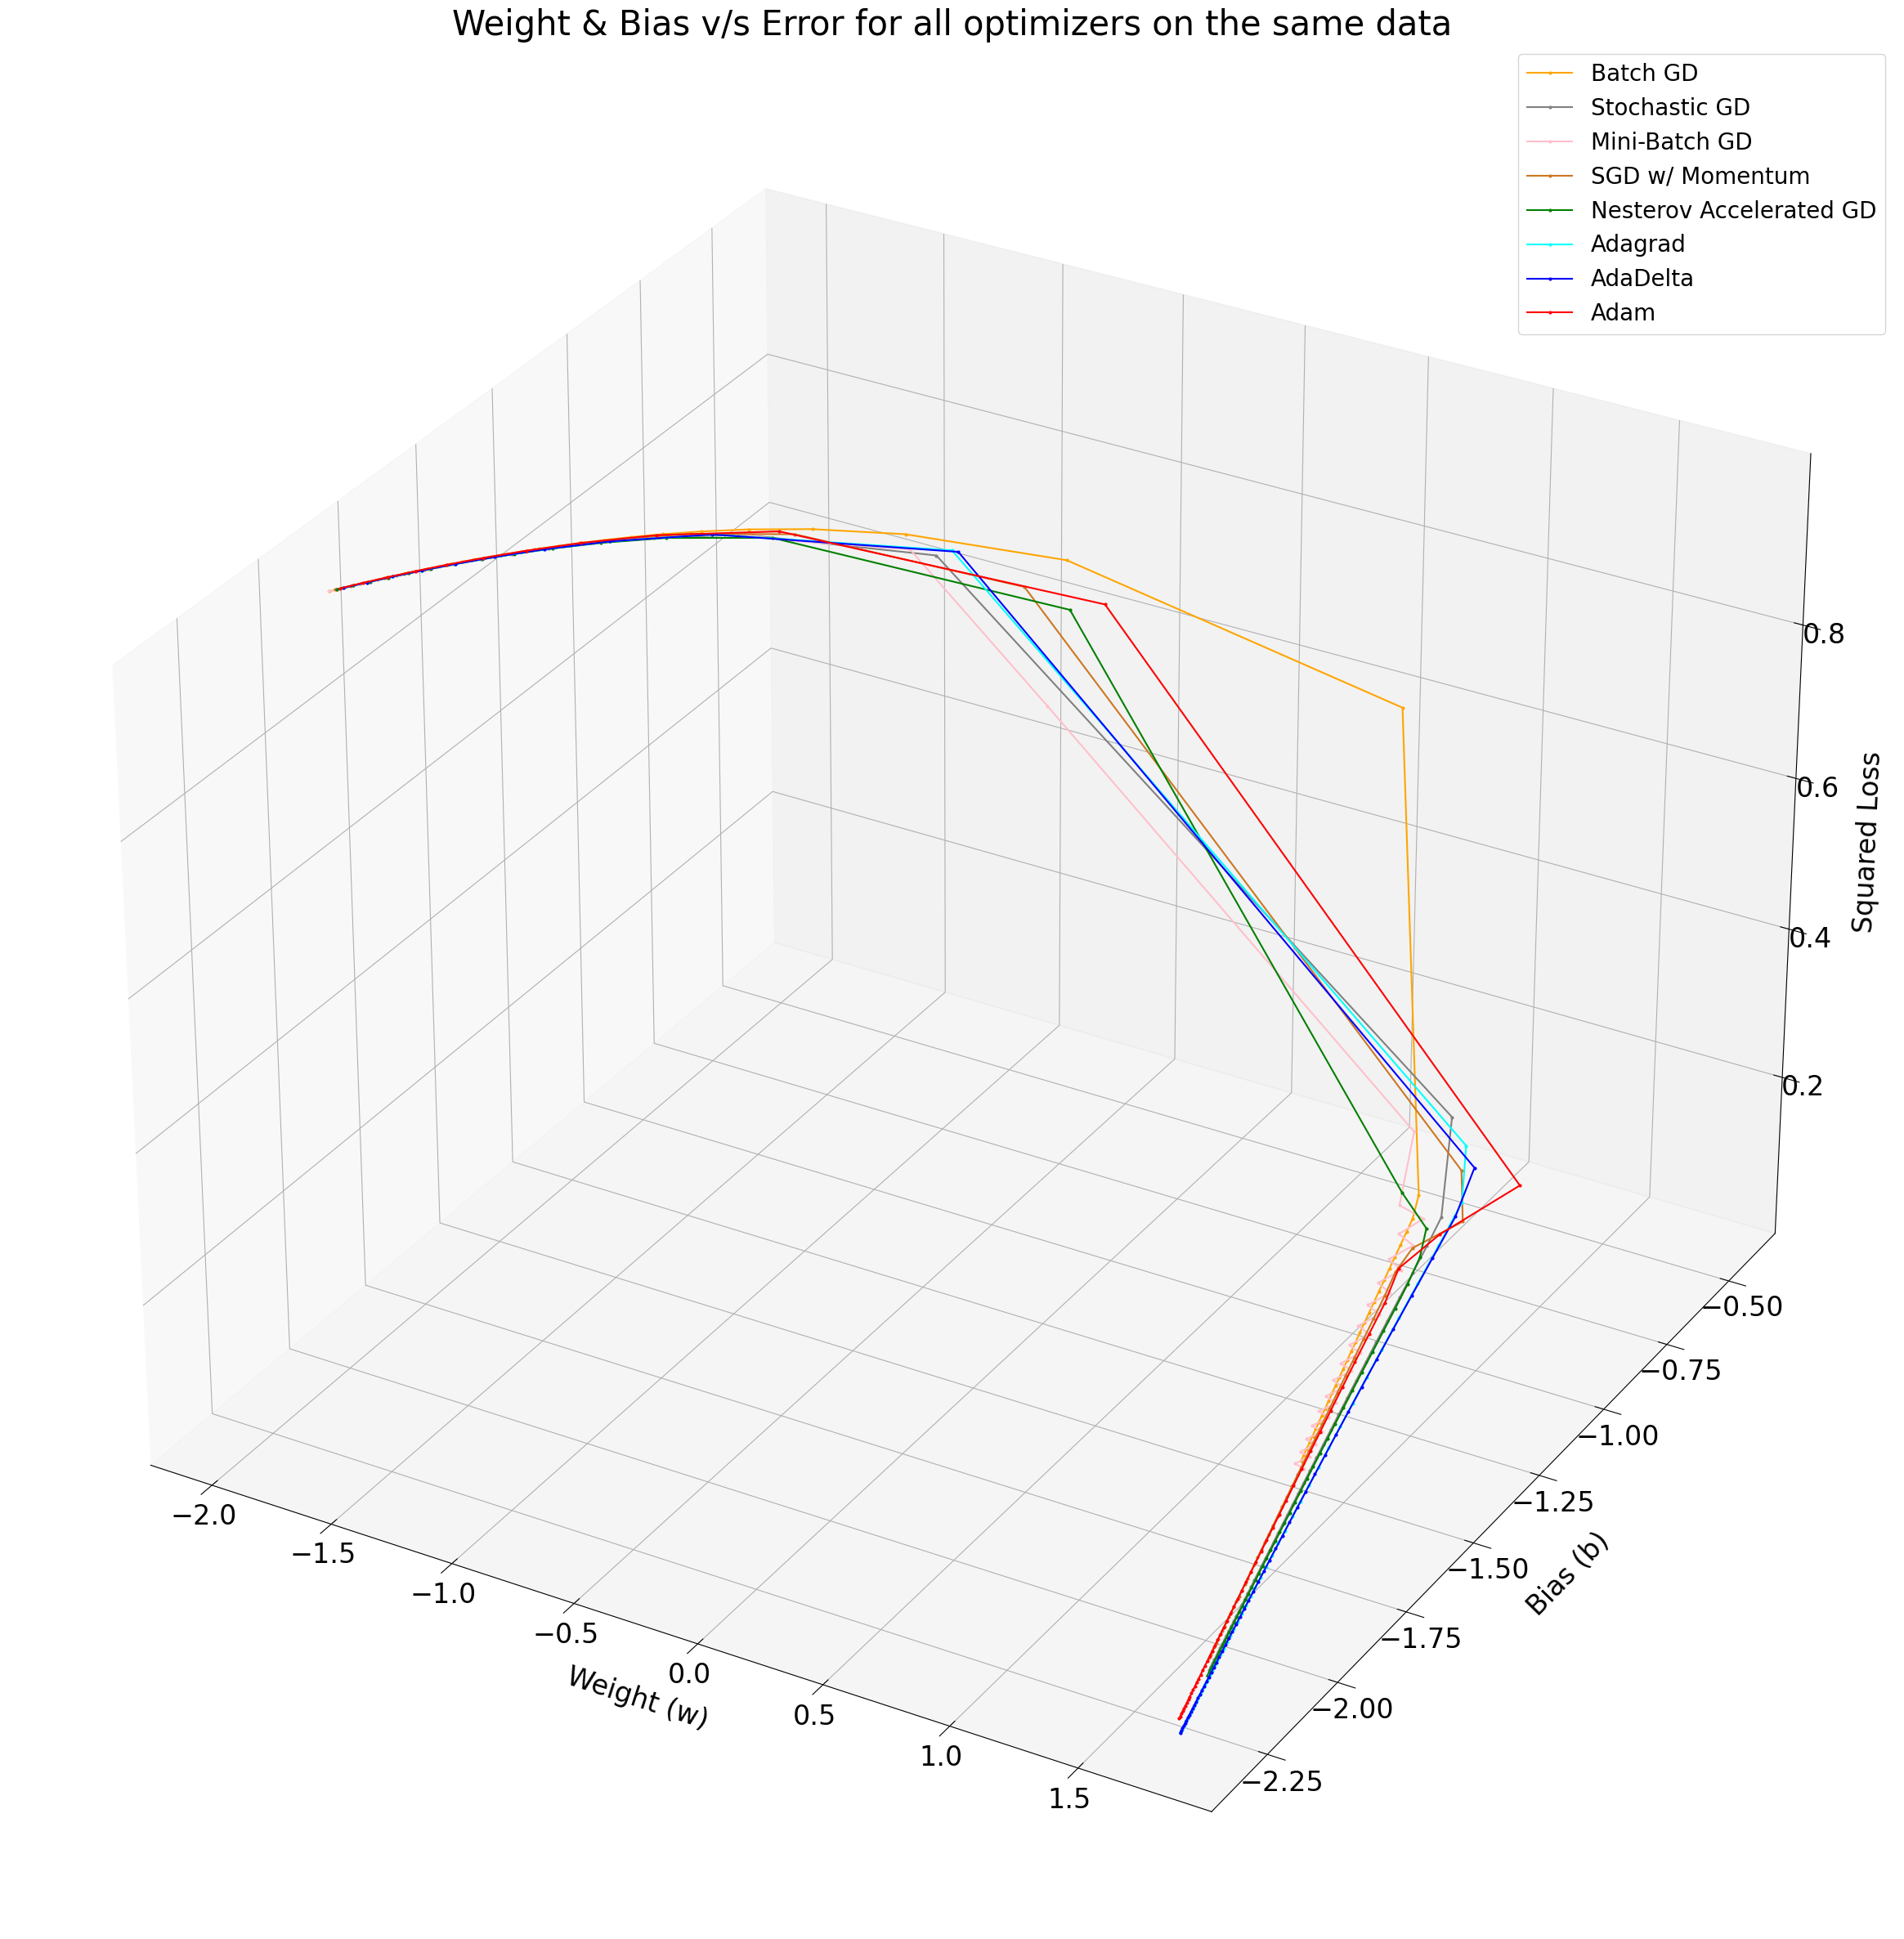 Weight & Bias v/s Error for all optimizers on the same data
Batch GD
Stochastic GD
Mini-Batch GD
SGD w/ Momentum
Nesterov Accelerated GD
Adagrad
AdaDelta
Adam
0.8
0.6
0.4
0.2
Squared Loss
−0.50
−0.75
−1.00
−1.25
−1.50
−1.75
−2.00
−2.25
Bias (b)
−2.0
−1.5
−1.0
−0.5
0.0
0.5
1.0
1.5
Weight (w)